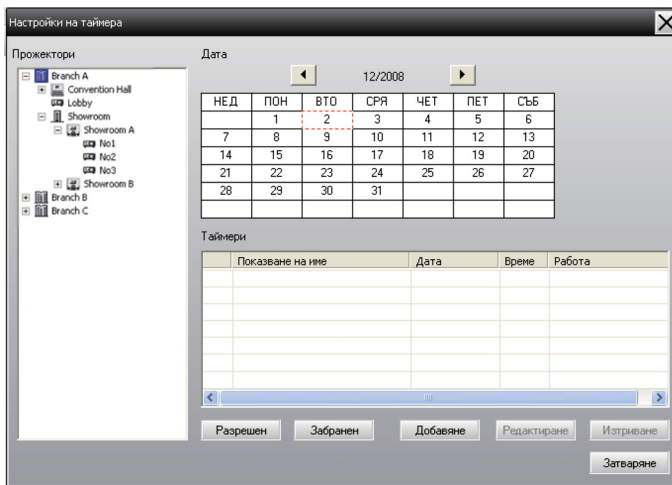 Настройки на таймера
Прожектори
Дата
Branch A
Convention Hall
Lobby
Showroom
Showroom A
No1
No2
No3
Showroom B
Branch B
Branch C
12/2008
НЕД ПОН ВТО СРЯ ЧЕТ ПЕТ СЪБ
1 2 3 4 5 6
7 8 9 10 11 12 13
14 15 16 17 18 19 20
21 22 23 24 25 26 27
28 29 30 31
Таймери
Показване на име Дата Време Работа
Разрешен Забранен Добавяне Редактиране Изтриване
Затваряне